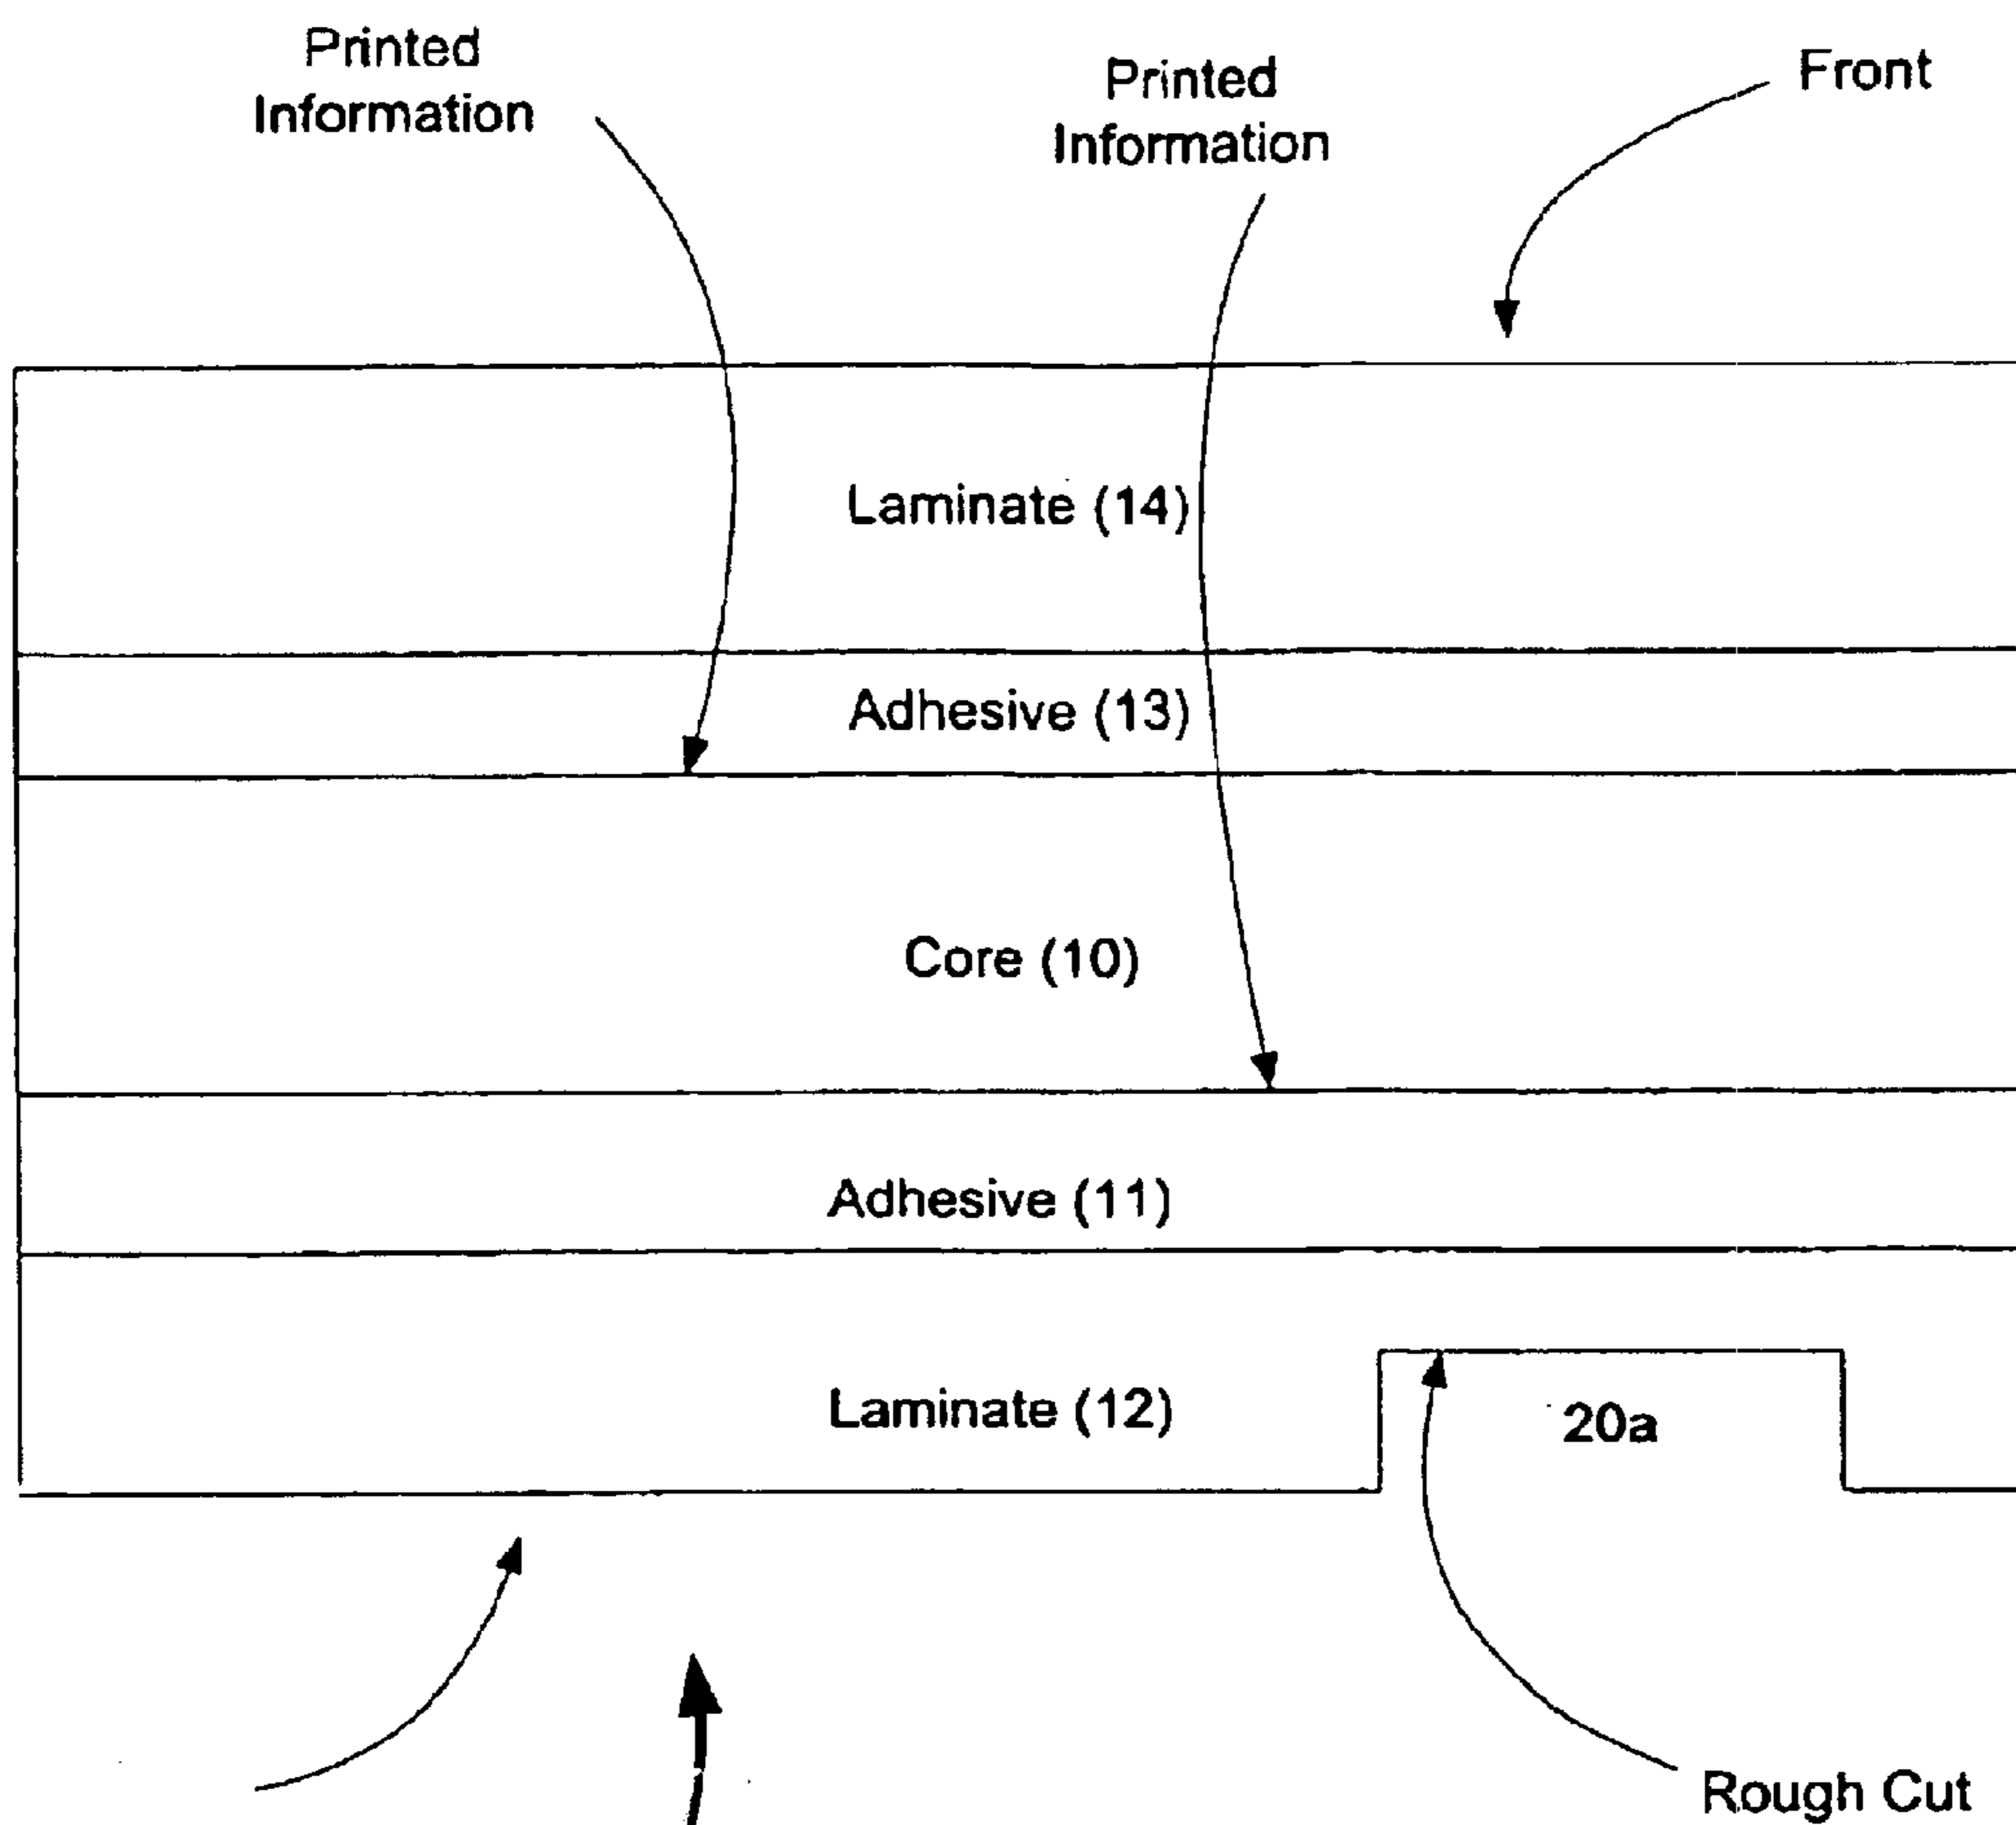 Printed
Information
Printed
Information
Front
Laminate (14)
Adhesive (13)
Core (10)
Adhesive (11)
Laminate (12)
20a
Rough Cut